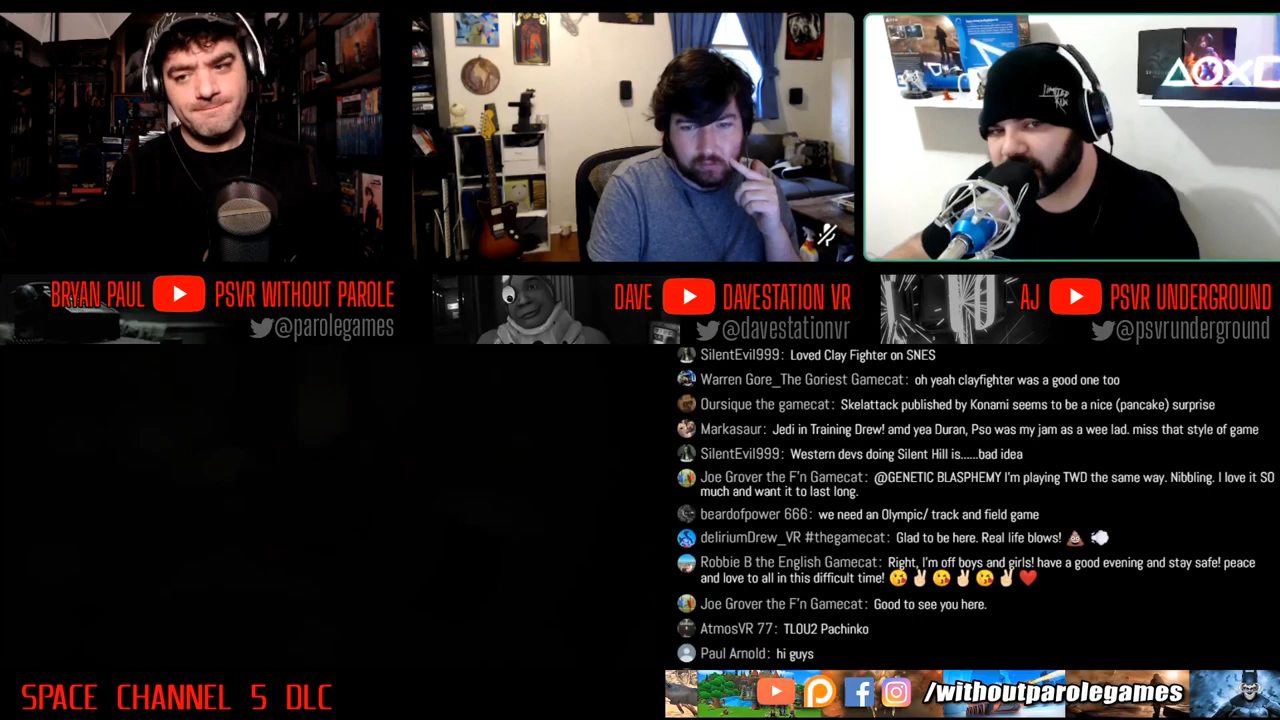 LIMITED
RUN
BRYAN PAUL PSVR WITHOUT PAROLE
@parolegames
DAVE DAVESTATION VR
@davestationvr
AJ PSVR UNDERGROUND
@psvrunderground
SilentEvil999: Loved Clay Fighter on SNES
Warren Gore_The Goriest Gamecat: oh yeah clayfighter was a good one too
Oursique the gamecat: Skelattack published by Konami seems to be a nice (pancake) surprise
Markasaur: Jedi in Training Drew! amd yea Duran, Pso was my jam as a wee lad. miss that style of game
SilentEvil999: Western devs doing Silent Hill is......bad idea
Joe Grover the F'n Gamecat: @GENETIC BLASPHEMY I'm playing TWD the same way. Nibbling. I love it SO
much and want it to last long.
beardofpower 666: we need an Olympic/ track and field game
deliriumDrew_VR #thegamecat: Glad to be here. Real life blows! 💩 💨
Robbie B the English Gamecat: Right, I'm off boys and girls! have a good evening and stay safe! peace
and love to all in this difficult time! 😘✌🏻😘✌🏻😘✌🏻❤️
Joe Grover the F'n Gamecat: Good to see you here.
AtmosVR 77: TLOU2 Pachinko
Paul Arnold: hi guys
SPACE CHANNEL 5 DLC
/withoutparolegames